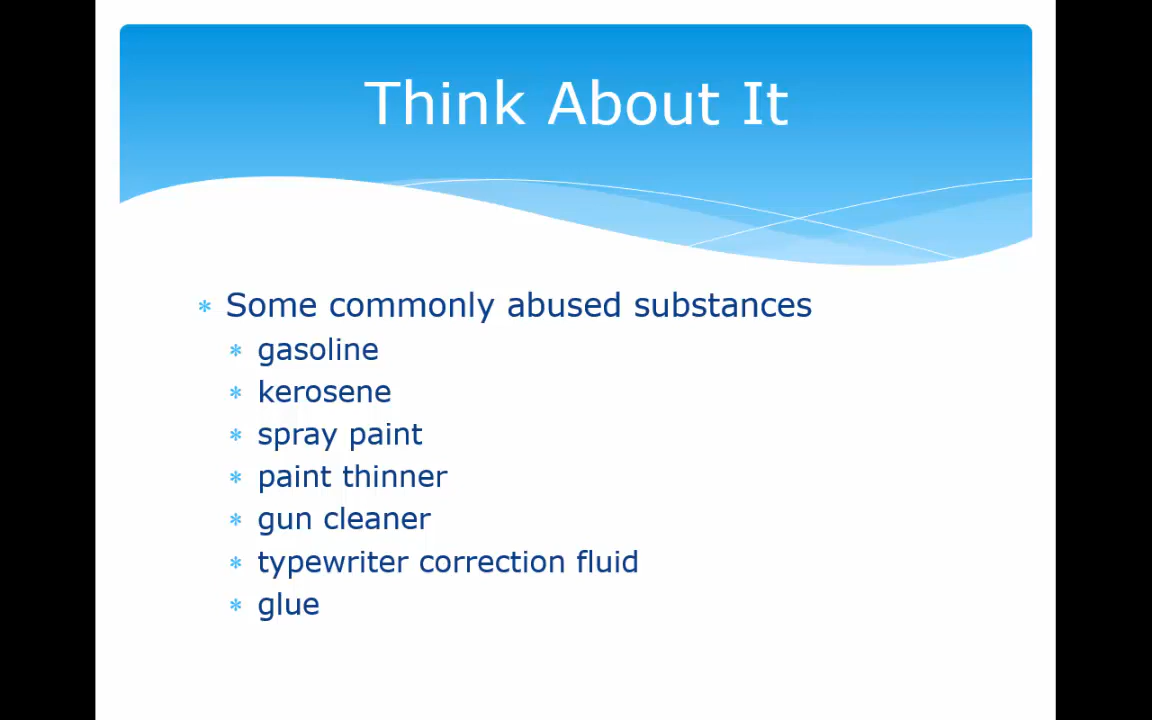 Think About It
* Some commonly abused substances
* gasoline
* kerosene
* spray paint
* paint thinner
* gun cleaner
* typewriter correction fluid
* glue